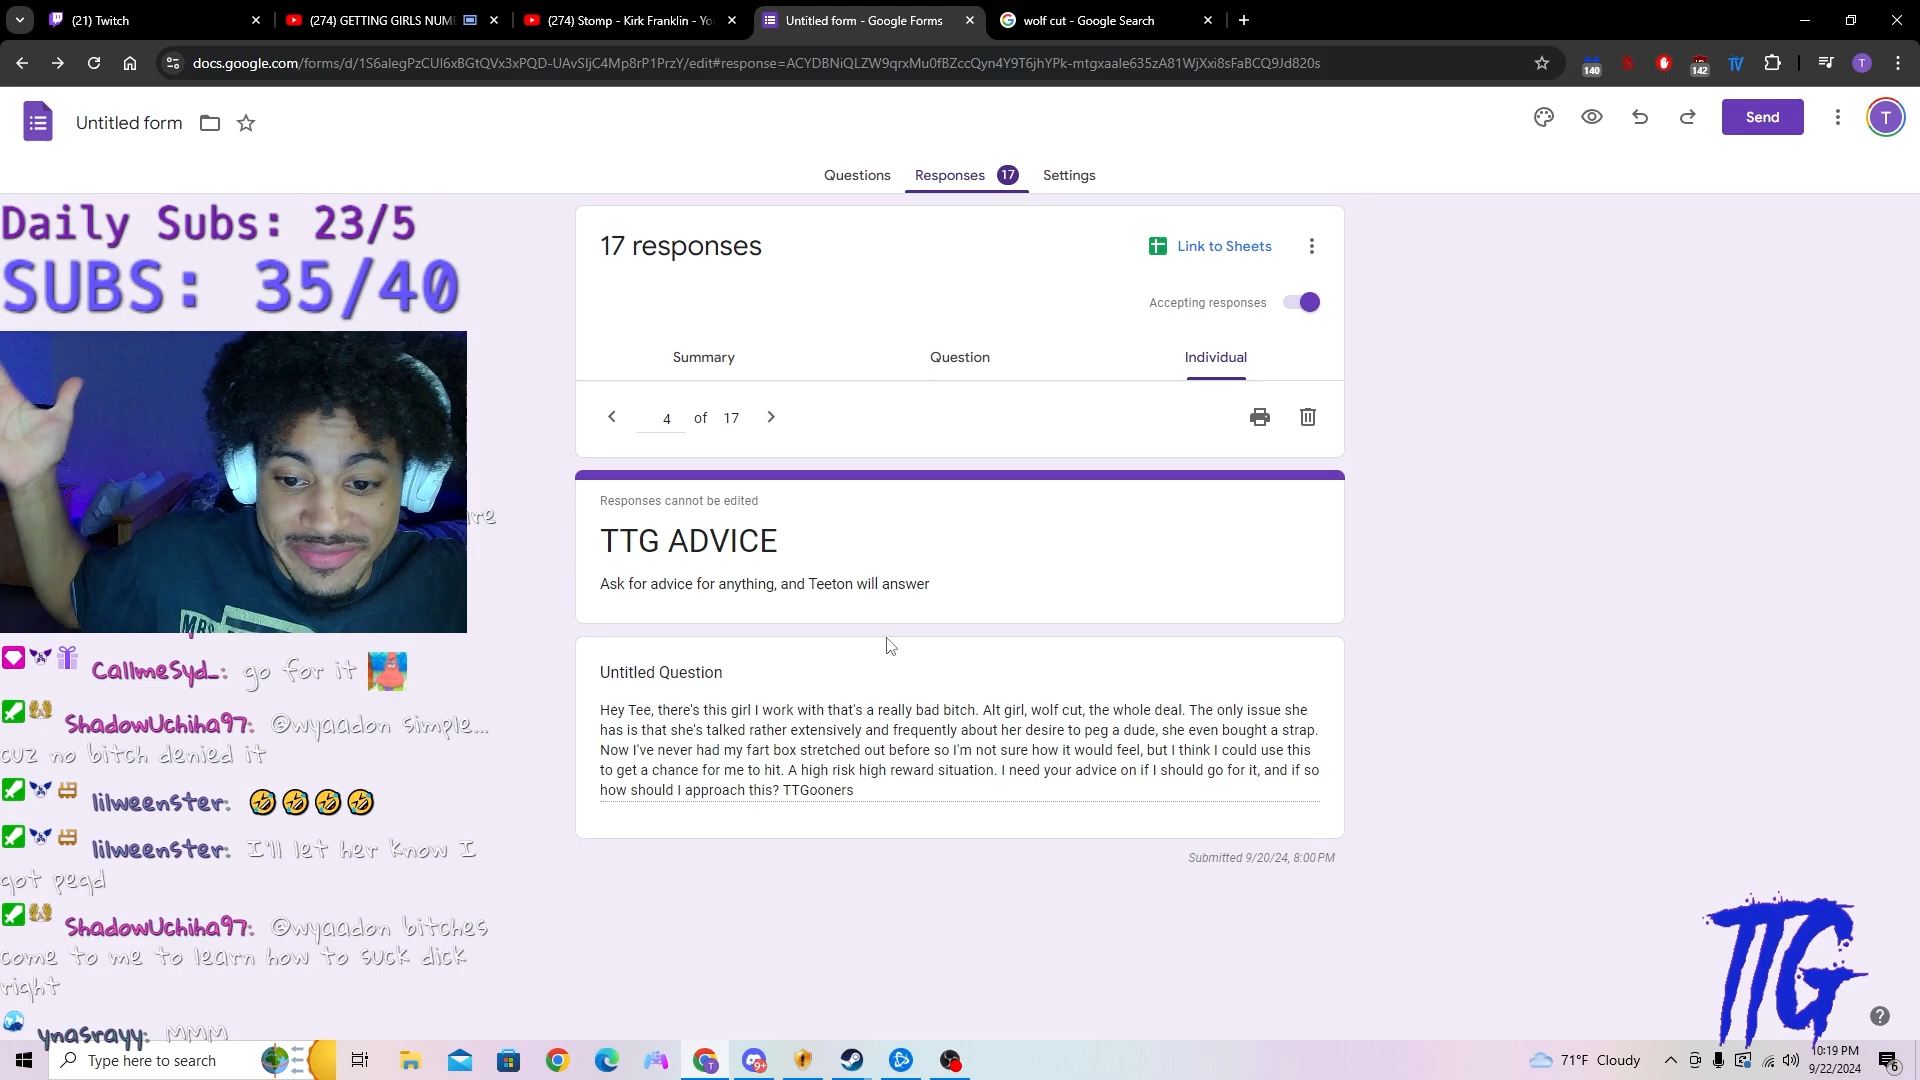 (21) Twitch
(274) GETTING GIRLS NUME
(274) Stomp - Kirk Franklin - Yo
Untitled form - Google Forms
wolf cut - Google Search
docs.google.com/forms/d/1S6alegPzCUl6xBGtQVx3xPQD-UAvSIjC4Mp8rP1PrzY/edit#response=ACYDBNiQLZW9qrxMu0fBZccQyn4Y9T6jhYPk-mtgxaale635zA81WjXxi8sFaBCQ9Jd820s
140
142
T
Untitled form
Send
T
Questions
Responses 17
Settings
Daily Subs: 23/5
SUBS: 35/40
17 responses
Link to Sheets
Accepting responses
Summary
Question
Individual
4 of 17
Responses cannot be edited
TTG ADVICE
Ask for advice for anything, and Teeton will answer
Untitled Question
Hey Tee, there's this girl I work with that's a really bad bitch. Alt girl, wolf cut, the whole deal. The only issue she
has is that she's talked rather extensively and frequently about her desire to peg a dude, she even bought a strap.
Now I've never had my fart box stretched out before so I'm not sure how it would feel, but I think I could use this
to get a chance for me to hit. A high risk high reward situation. I need your advice on if I should go for it, and if so
how should I approach this? TTGooners
Submitted 9/20/24, 8:00 PM
CallmeSyd_: go for it
ShadowUchiha97: @wyaadon simple...
cuz no bitch denied it
lilweenster:
lilweenster: I'll let her know I
got pegd
ShadowUchiha97: @wyaadon bitches
come to me to learn how to suck dick
right
ynasrayy: MMM
TTG
Type here to search
9+
71°F Cloudy
10:19 PM
9/22/2024
6